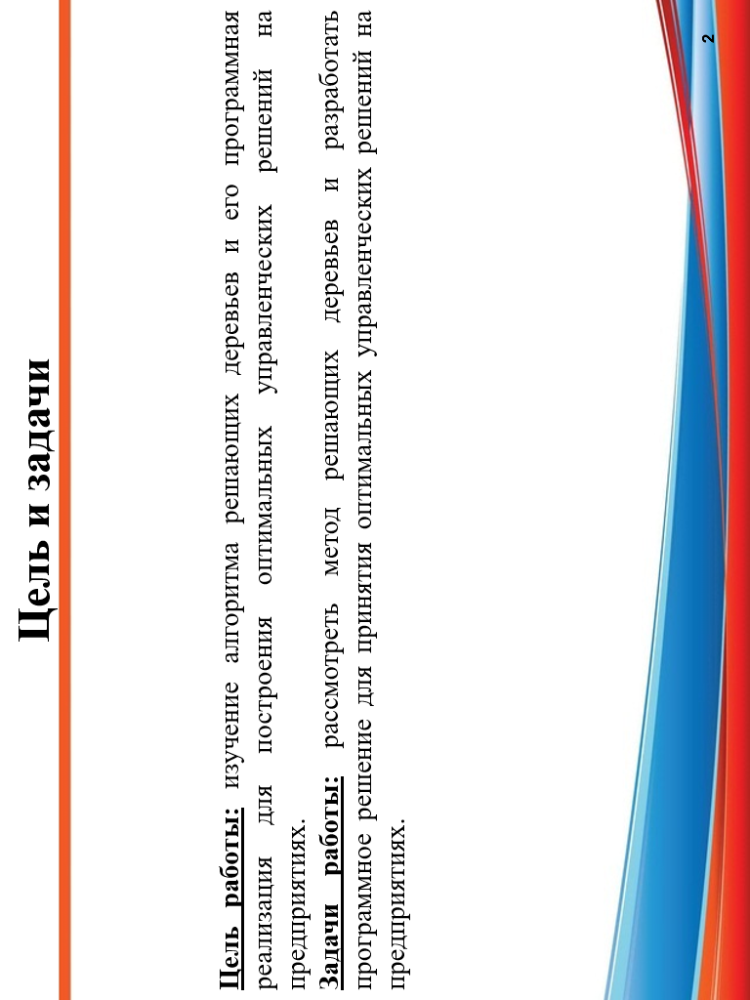 Цель и задачи
Цель работы: изучение алгоритма решающих деревьев и его программная
реализация для построения оптимальных управленческих решений на
предприятиях.
Задачи работы: рассмотреть метод решающих деревьев и разработать
программное решение для принятия оптимальных управленческих решений на
предприятиях.
2